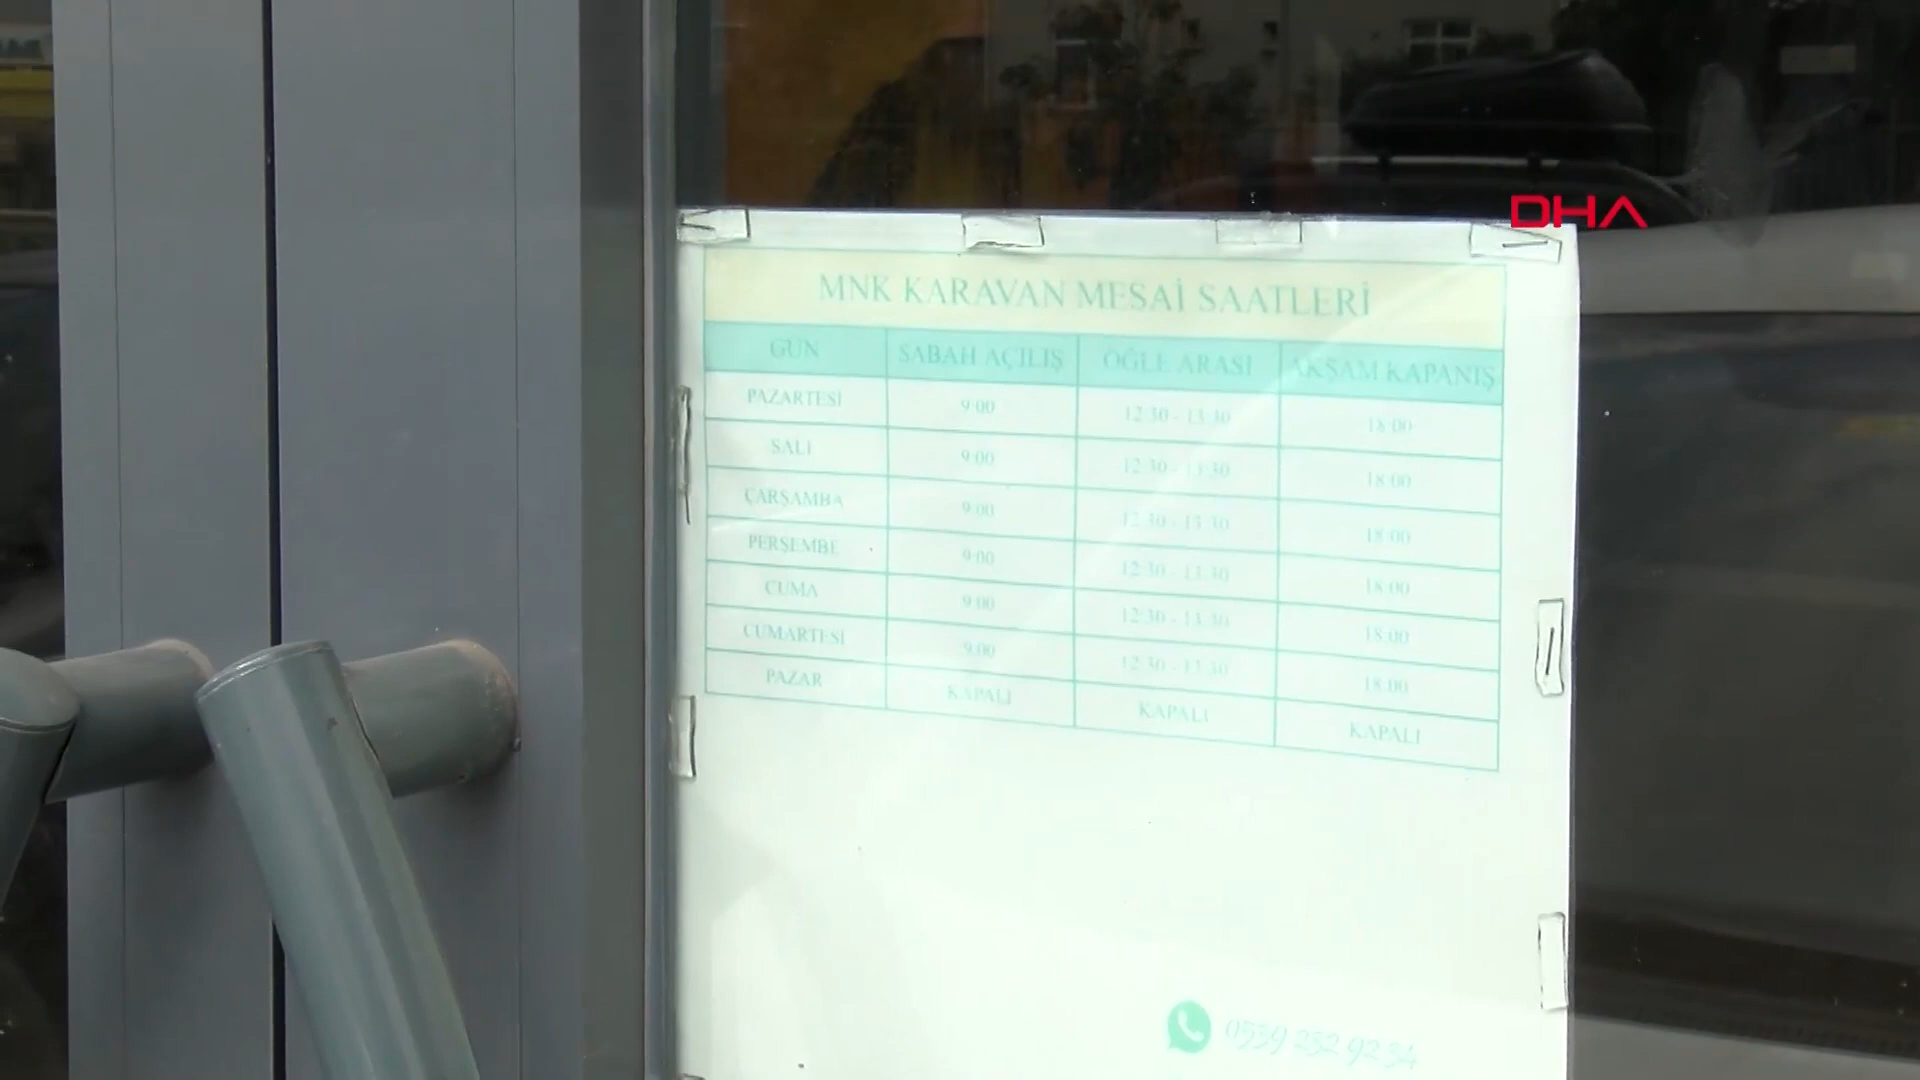 DHA
MNK KARAVAN MESAİ SAATLERİ
GÜN SABAH AÇILIŞ ÖĞLE ARASI AKŞAM KAPANIŞ
PAZARTESİ 9:00 12:30 - 13:30 18:00
SALI 9:00 12:30 - 13:30 18:00
ÇARŞAMBA 9:00 12:30 - 13:30 18:00
PERŞEMBE 9:00 12:30 - 13:30 18:00
CUMA 9:00 12:30 - 13:30 18:00
CUMARTESİ 9:00 12:30 - 13:30 18:00
PAZAR KAPALI KAPALI KAPALI
0539 232 92 34